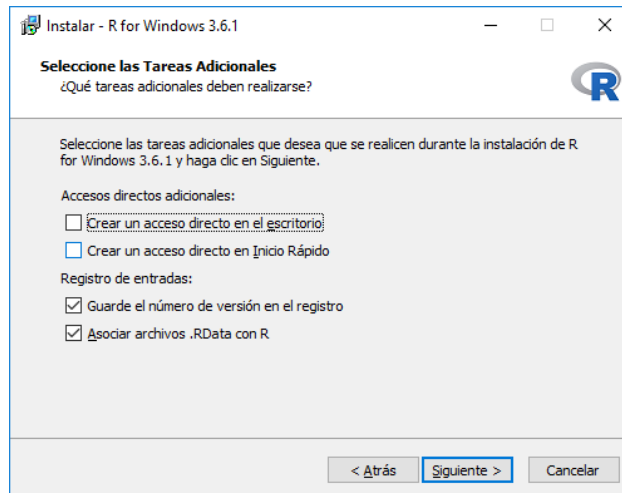 Instalar - R for Windows 3.6.1
Seleccione las Tareas Adicionales
¿Qué tareas adicionales deben realizarse?
R
Seleccione las tareas adicionales que desea que se realicen durante la instalación de R
for Windows 3.6.1 y haga clic en Siguiente.
Accesos directos adicionales:
Crear un acceso directo en el escritorio
Crear un acceso directo en Inicio Rápido
Registro de entradas:
Guarde el número de versión en el registro
Asociar archivos .RData con R
< Atrás Siguiente > Cancelar